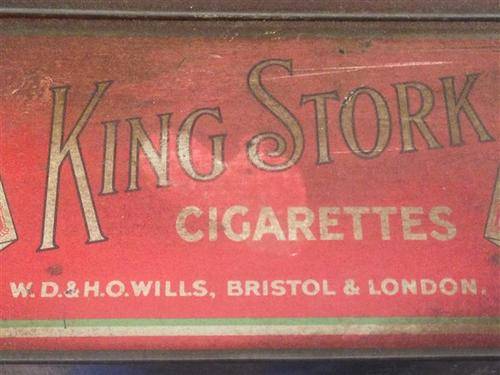 KING STORK
CIGARETTES
W.D.&H.O.WILLS, BRISTOL & LONDON.